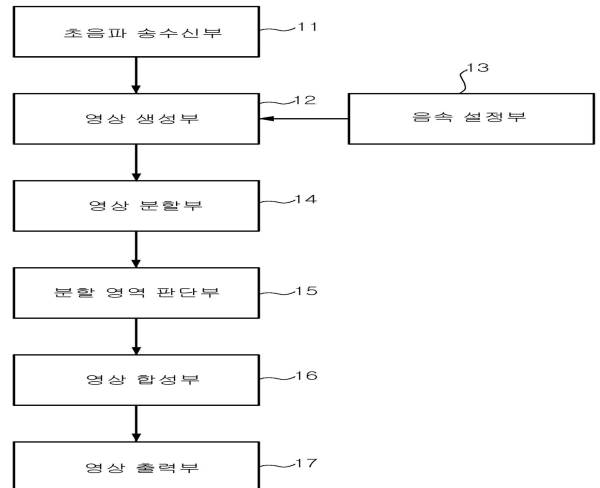 초음파 송수신부
11
13
영상 생성부
12
음속 설정부
영상 분할부
14
분할 영역 판단부
15
영상 합성부
16
영상 출력부
17